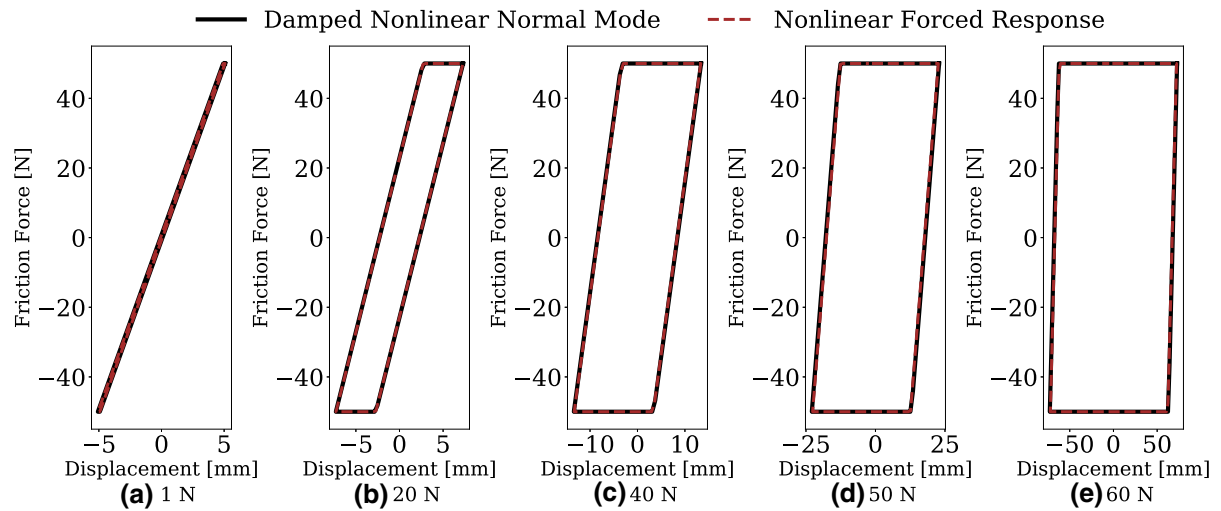 Damped Nonlinear Normal Mode Nonlinear Forced Response
Friction Force [N]
40
20
0
−20
−40
−5 0 5
Displacement [mm]
(a) 1 N
Friction Force [N]
40
20
0
−20
−40
−5 0 5
Displacement [mm]
(b) 20 N
Friction Force [N]
40
20
0
−20
−40
−10 0 10
Displacement [mm]
(c) 40 N
Friction Force [N]
40
20
0
−20
−40
−25 0 25
Displacement [mm]
(d) 50 N
Friction Force [N]
40
20
0
−20
−40
−50 0 50
Displacement [mm]
(e) 60 N